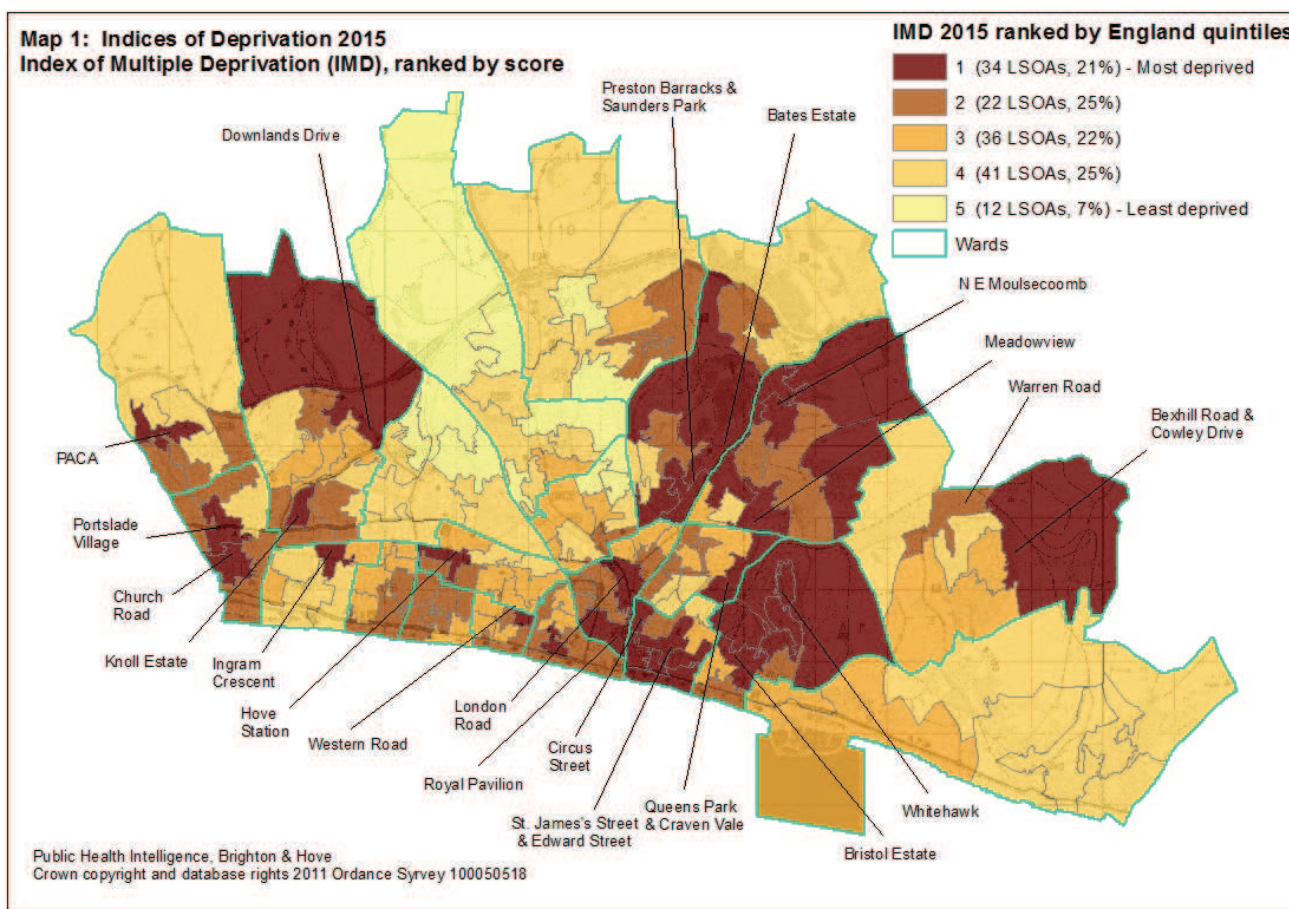 Map 1:  Indices of Deprivation 2015
Index of Multiple Deprivation (IMD), ranked by score
IMD 2015 ranked by England quintiles
1  (34 LSOAs, 21%) - Most deprived
2  (22 LSOAs, 25%)
3  (36 LSOAs, 22%)
4  (41 LSOAs, 25%)
5  (12 LSOAs, 7%) - Least deprived
Wards
Preston Barracks &
Saunders Park
Bates Estate
Downlands Drive
N E Moulsecoomb
Meadowview
Warren Road
Bexhill Road &
Cowley Drive
PACA
Portslade
Village
Church
Road
Knoll Estate
Ingram
Crescent
Hove
Station
Western Road
London
Road
Royal Pavilion
Circus
Street
St. James's Street
& Edward Street
Queens Park
& Craven Vale
Whitehawk
Bristol Estate
Public Health Intelligence, Brighton & Hove
Crown copyright and database rights 2011 Ordance Syrvey 100050518